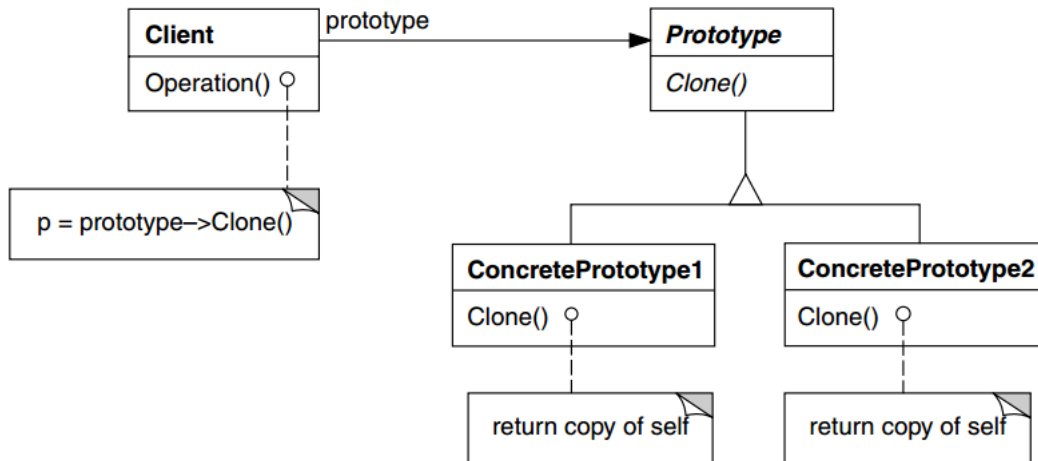 Client
prototype
Prototype
Operation()
Clone()
p = prototype–>Clone()
ConcretePrototype1
ConcretePrototype2
Clone()
Clone()
return copy of self
return copy of self